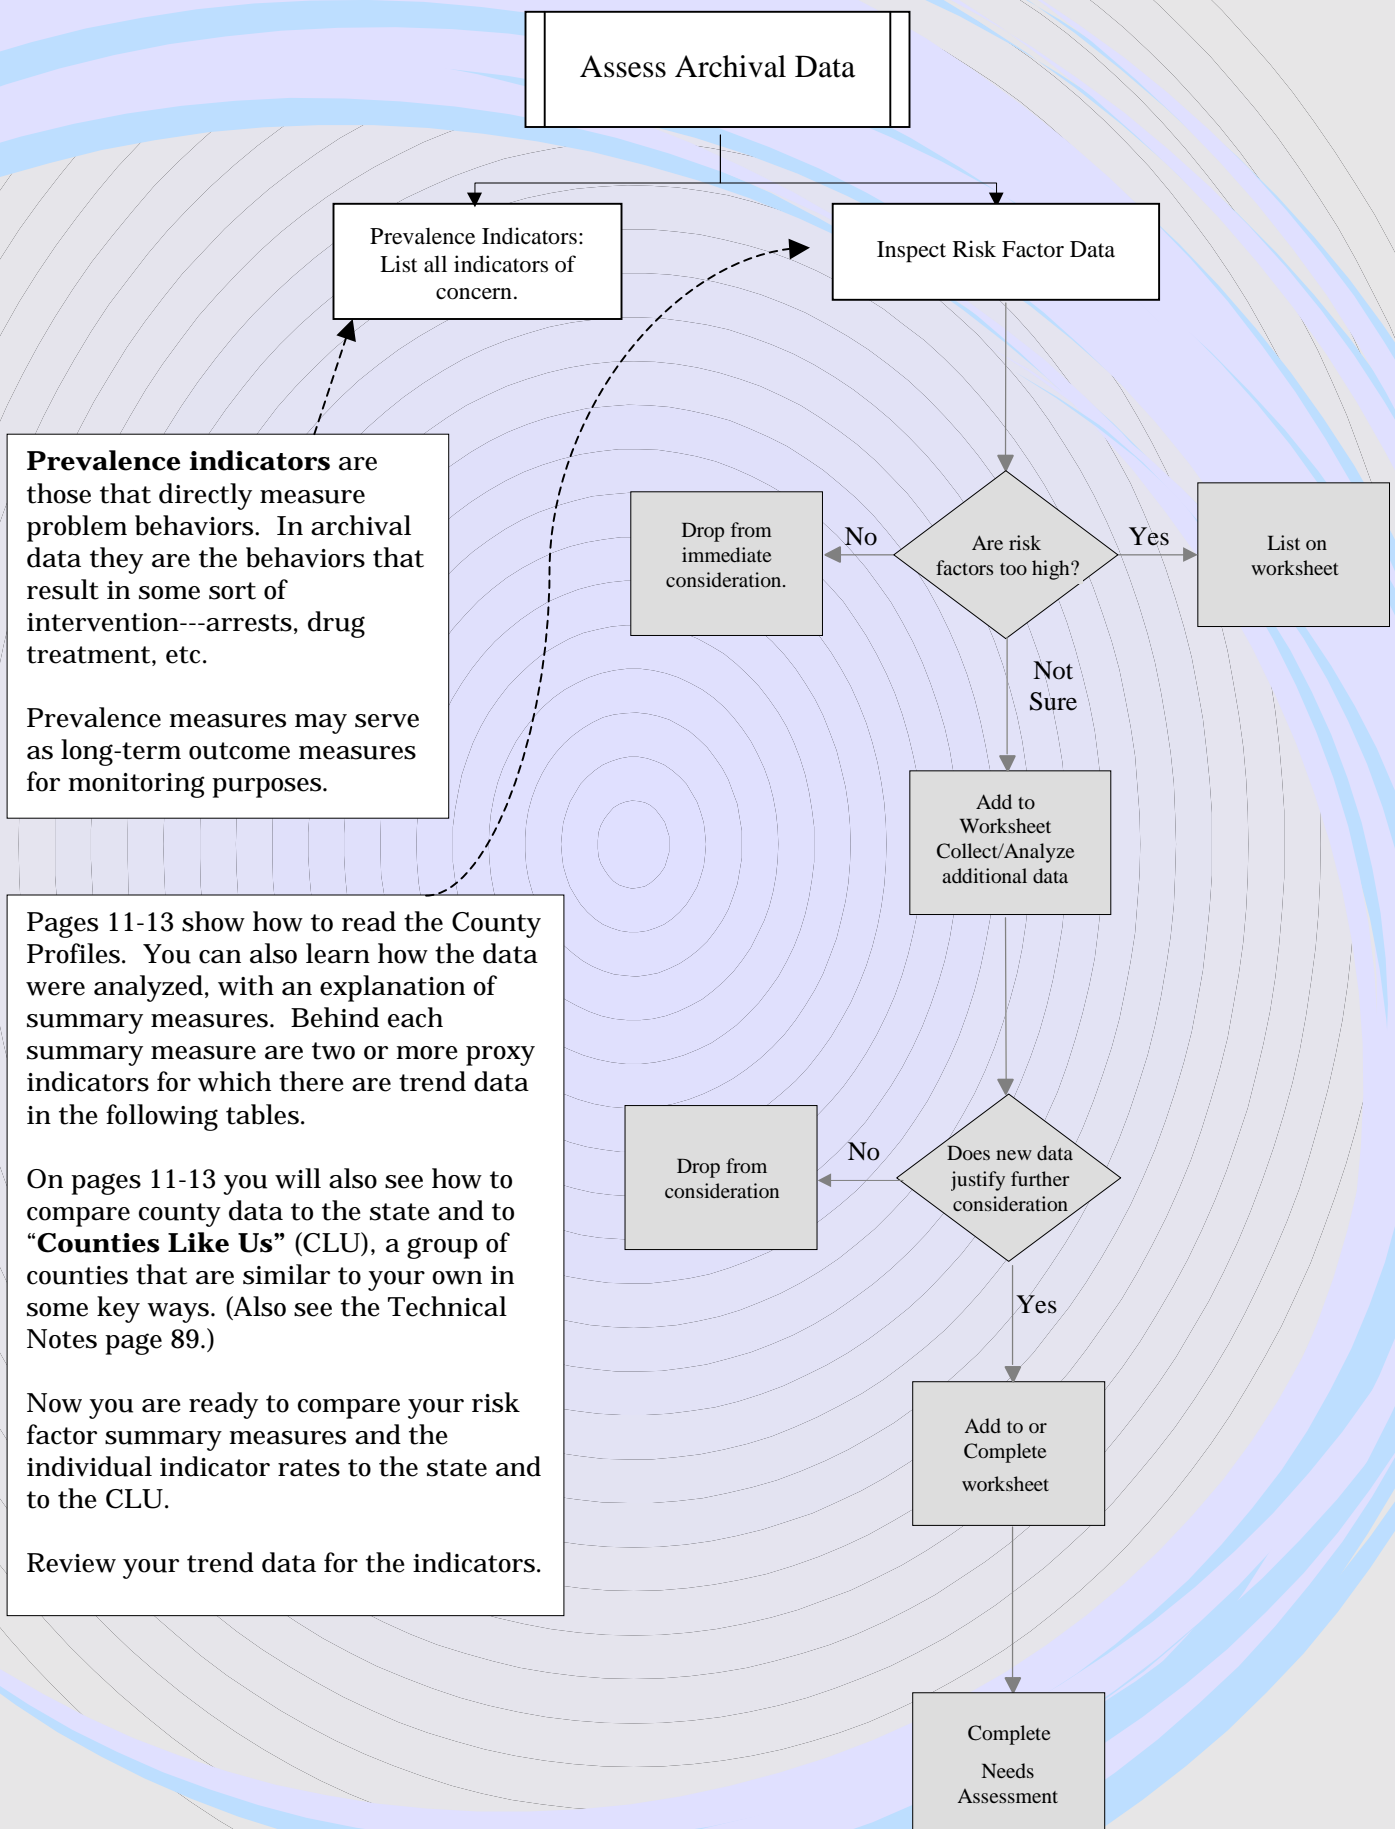 Assess Archival Data
Prevalence Indicators:
List all indicators of
concern.
Inspect Risk Factor Data
Prevalence indicators are
those that directly measure
problem behaviors.  In archival
data they are the behaviors that
result in some sort of
intervention---arrests, drug
treatment, etc.
Prevalence measures may serve
as long-term outcome measures
for monitoring purposes.
Drop from
immediate
consideration.
No
Are risk
factors too high?
Yes
List on
worksheet
Not
Sure
Add to
Worksheet
Collect/Analyze
additional data
Pages 11-13 show how to read the County
Profiles.  You can also learn how the data
were analyzed, with an explanation of
summary measures.  Behind each
summary measure are two or more proxy
indicators for which there are trend data
in the following tables.
On pages 11-13 you will also see how to
compare county data to the state and to
“Counties Like Us” (CLU), a group of
counties that are similar to your own in
some key ways. (Also see the Technical
Notes page 89.)
Now you are ready to compare your risk
factor summary measures and the
individual indicator rates to the state and
to the CLU.
Review your trend data for the indicators.
Drop from
consideration
No
Does new data
justify further
consideration
Yes
Add to or
Complete
worksheet
Complete
Needs
Assessment